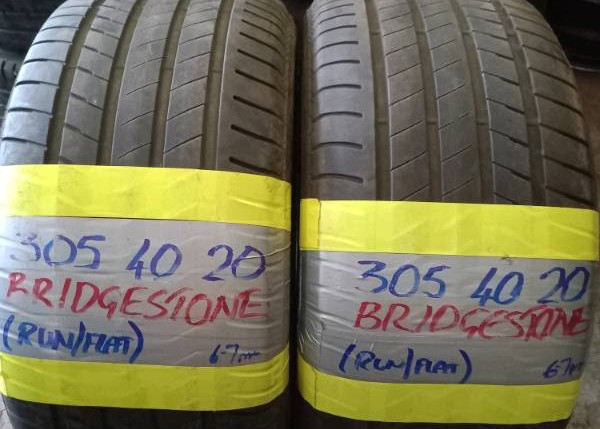 305 40 20
BRIDGESTONE
(RUN/FLAT) 6-7mm
305 40 20
BRIDGESTONE
(RUN/FLAT) 6-7mm